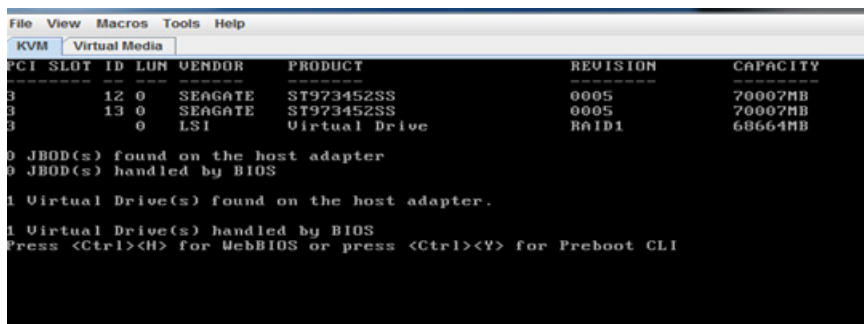 File View Macros Tools Help
KVM Virtual Media
PCI SLOT ID LUN VENDOR PRODUCT REVISION CAPACITY
-------- -- --- ------ ------- -------- --------
3 12 0 SEAGATE ST973452SS 0005 70007MB
3 13 0 SEAGATE ST973452SS 0005 70007MB
3 0 LSI Virtual Drive RAID1 68664MB
0 JBOD(s) found on the host adapter
0 JBOD(s) handled by BIOS
1 Virtual Drive(s) found on the host adapter.
1 Virtual Drive(s) handled by BIOS
Press <Ctrl><H> for WebBIOS or press <Ctrl><Y> for Preboot CLI